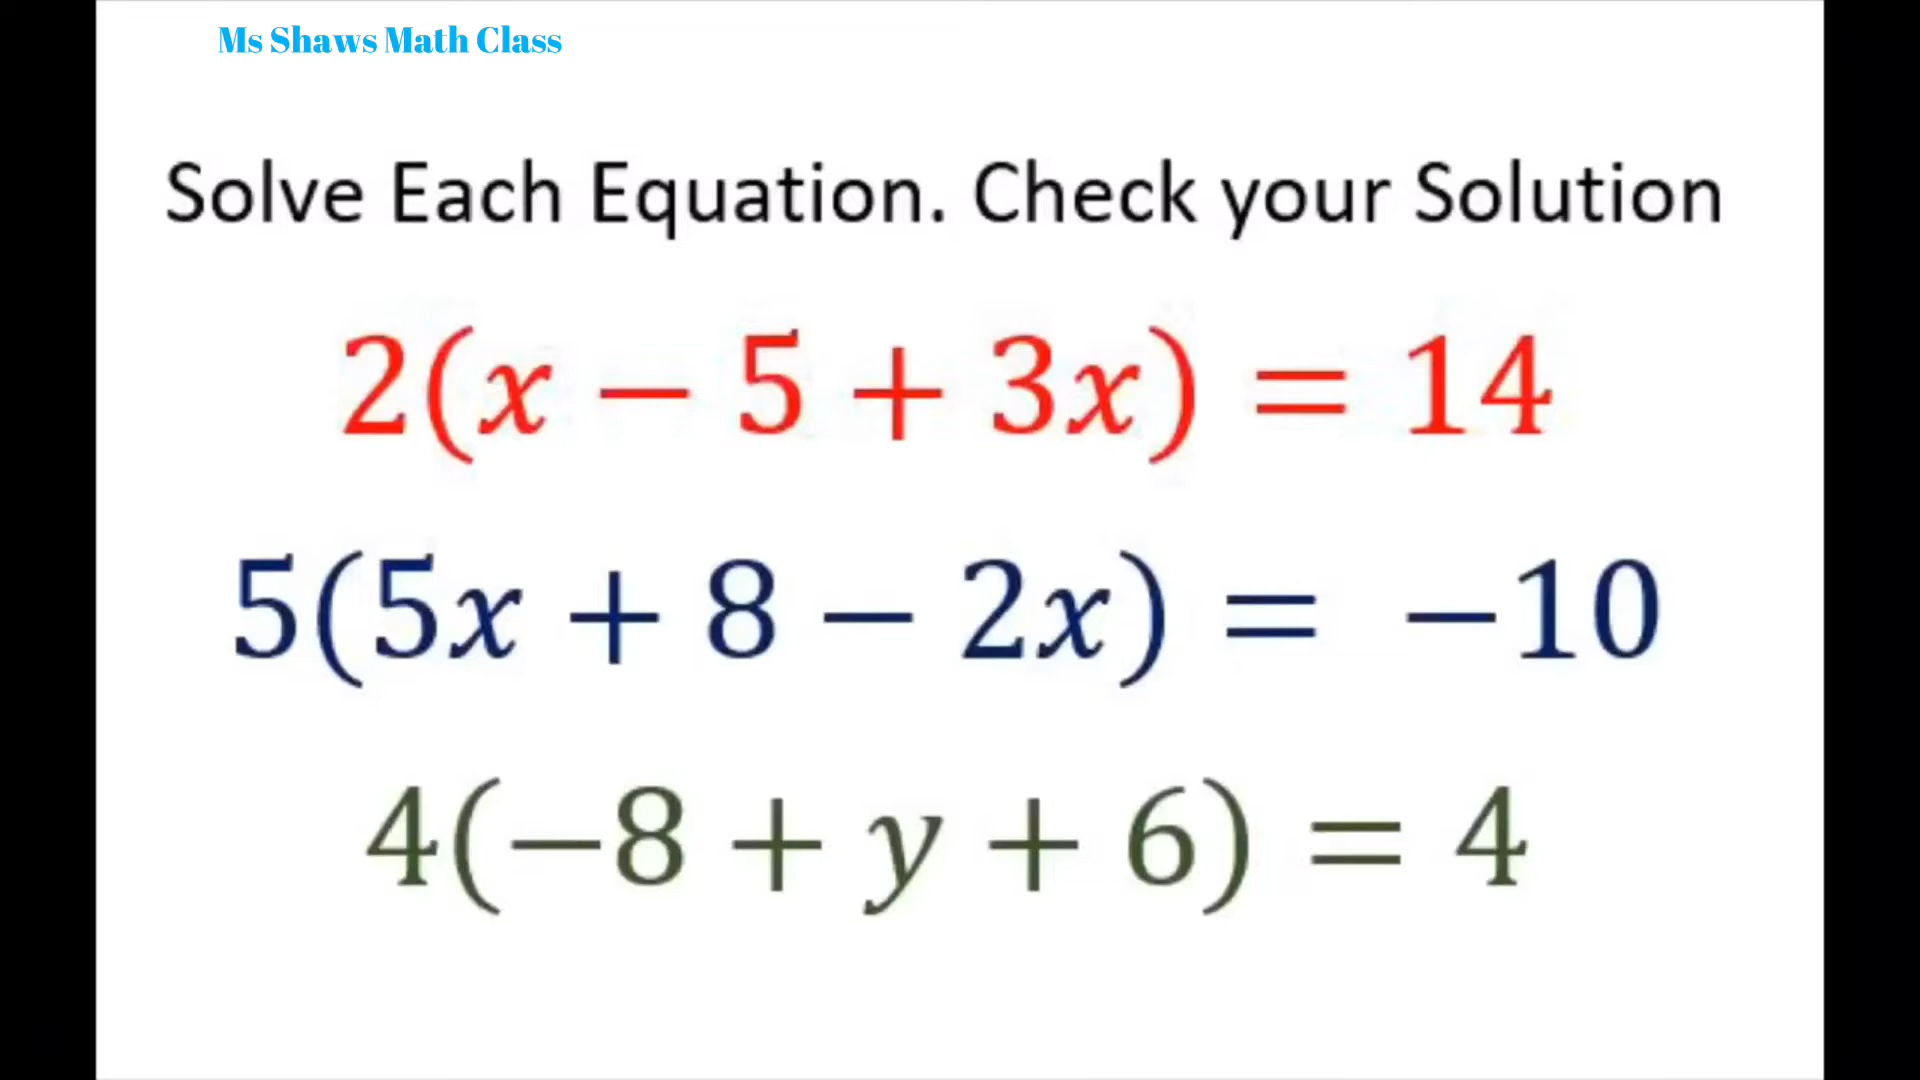 Ms Shaws Math Class
Solve Each Equation. Check your Solution
2(x − 5 + 3x) = 14
5(5x + 8 − 2x) = −10
4(−8 + y + 6) = 4